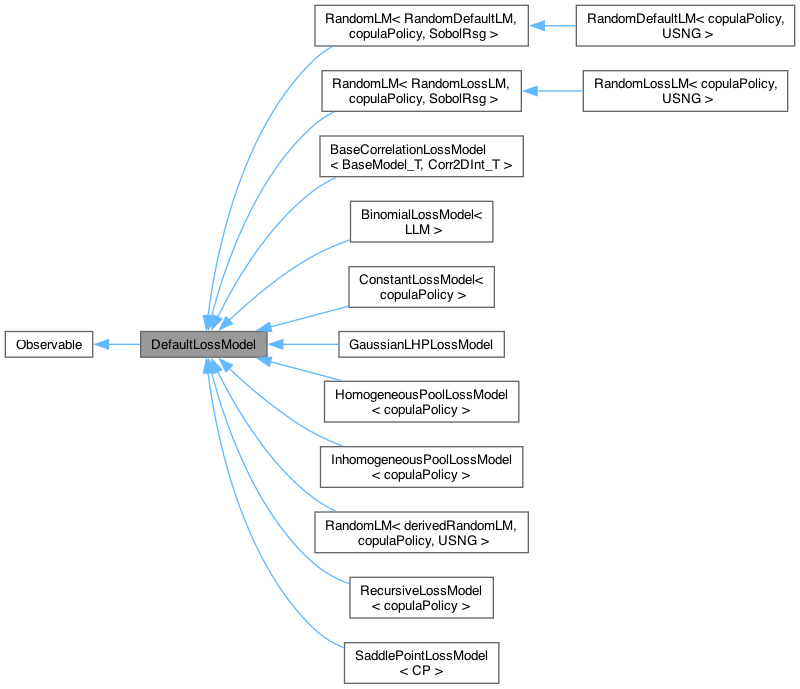 RandomLM< RandomDefaultLM,
copulaPolicy, SobolRsg >
RandomDefaultLM< copulaPolicy,
USNG >
RandomLM< RandomLossLM,
copulaPolicy, SobolRsg >
RandomLossLM< copulaPolicy,
USNG >
BaseCorrelationLossModel
< BaseModel_T, Corr2DInt_T >
BinomialLossModel<
LLM >
ConstantLossModel<
copulaPolicy >
Observable
DefaultLossModel
GaussianLHPLossModel
HomogeneousPoolLossModel
< copulaPolicy >
InhomogeneousPoolLossModel
< copulaPolicy >
RandomLM< derivedRandomLM,
copulaPolicy, USNG >
RecursiveLossModel
< copulaPolicy >
SaddlePointLossModel
< CP >